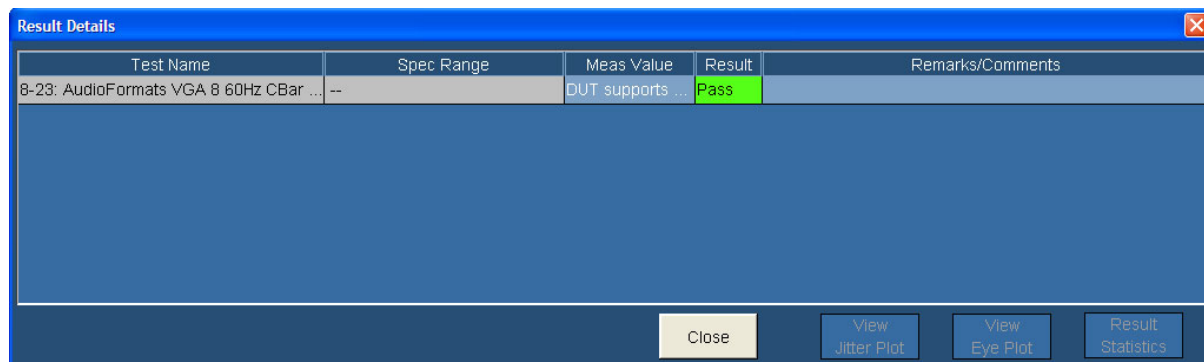 Result Details
Test Name Spec Range Meas Value Result Remarks/Comments
8-23: AudioFormats VGA 8 60Hz CBar ... -- DUT supports ... Pass
Close
View
Jitter Plot
View
Eye Plot
Result
Statistics